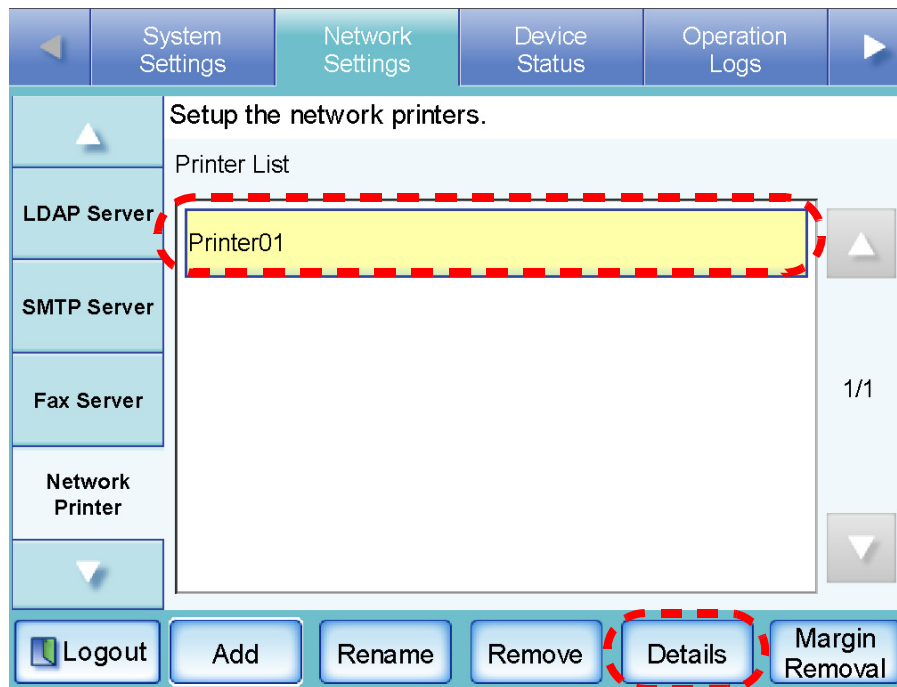 System
Settings
Network
Settings
Device
Status
Operation
Logs
Setup the network printers.
Printer List
LDAP Server
Printer01
SMTP Server
Fax Server
1/1
Network
Printer
Logout
Add
Rename
Remove
Details
Margin
Removal